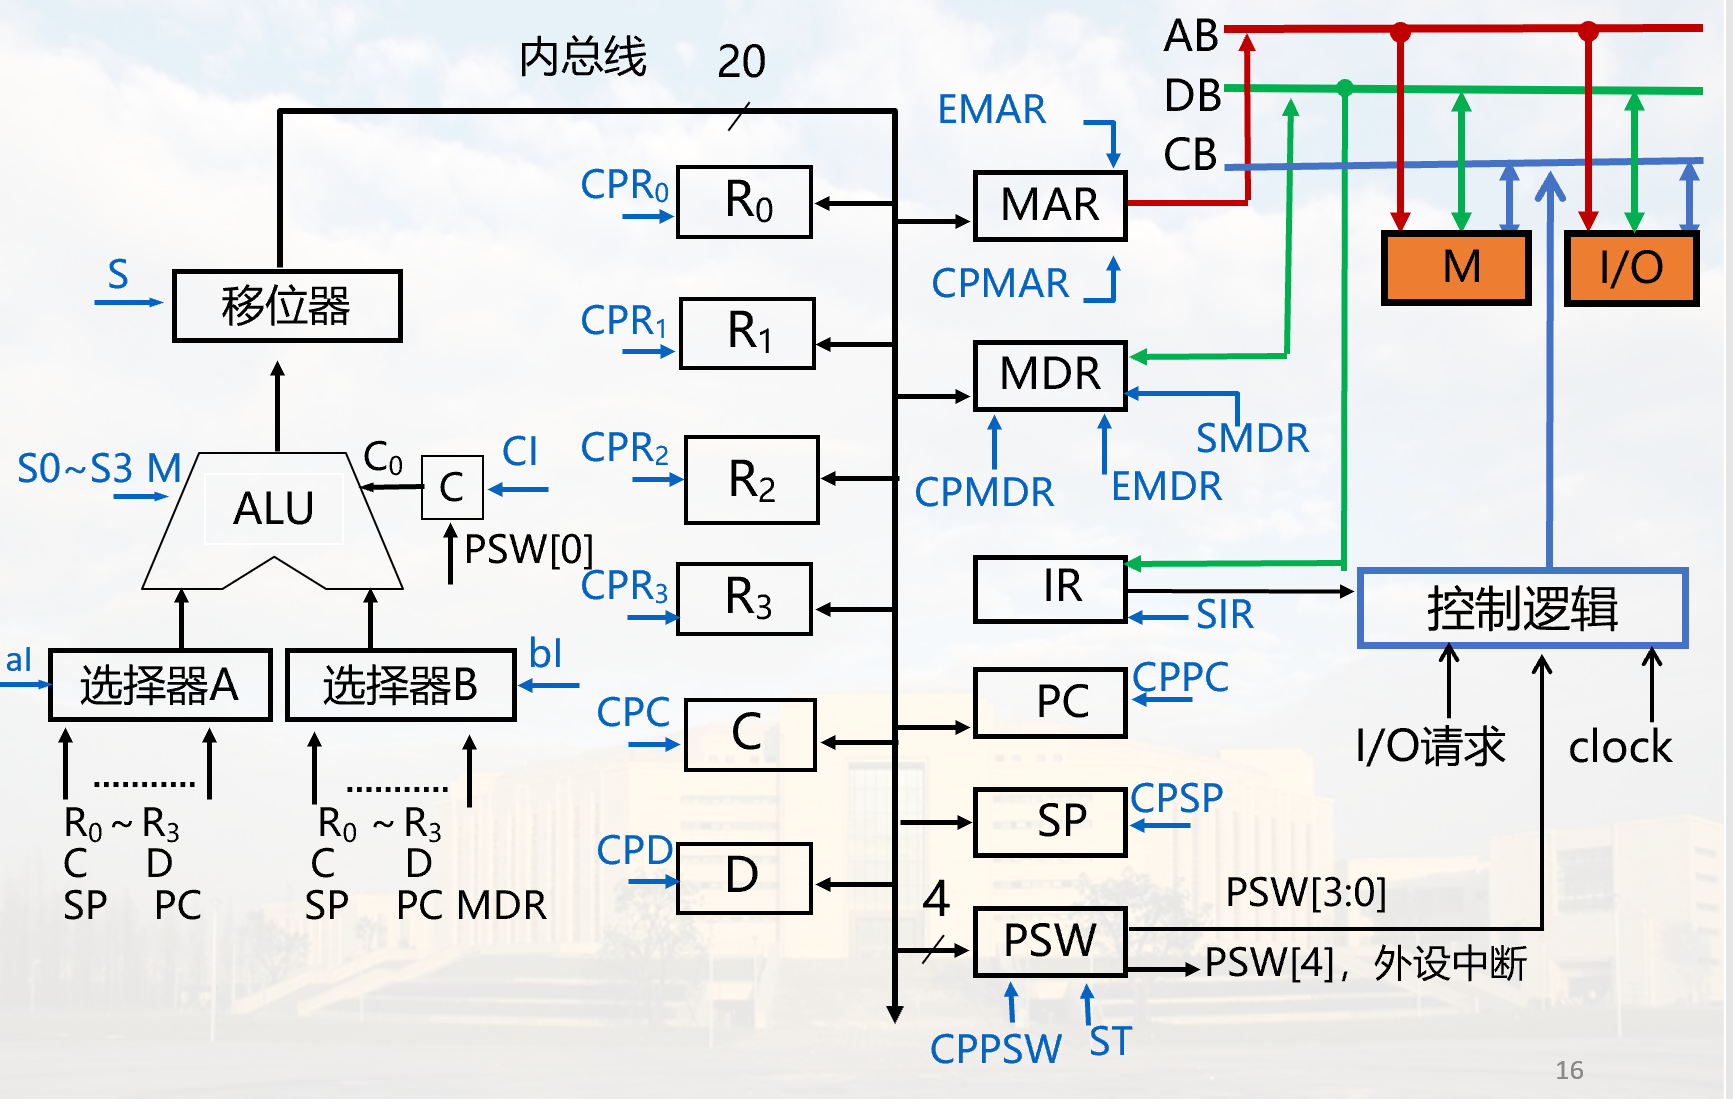 内总线 20
AB
DB
CB
EMAR
CPR₀
R₀
MAR
CPMAR
M
I/O
S
移位器
CPR₁
R₁
MDR
SMDR
CPMDR
EMDR
S0~S3 M
ALU
C₀
C
CI
PSW[0]
CPR₂
R₂
CPR₃
R₃
IR
SIR
控制逻辑
I/O请求
clock
aI
选择器A
选择器B
bI
R₀ ~ R₃
C D
SP PC
R₀ ~ R₃
C D
SP PC MDR
CPC
C
PC
CPPC
SP
CPSP
CPD
D
4
PSW
PSW[3:0]
PSW[4]，外设中断
CPPSW
ST
16